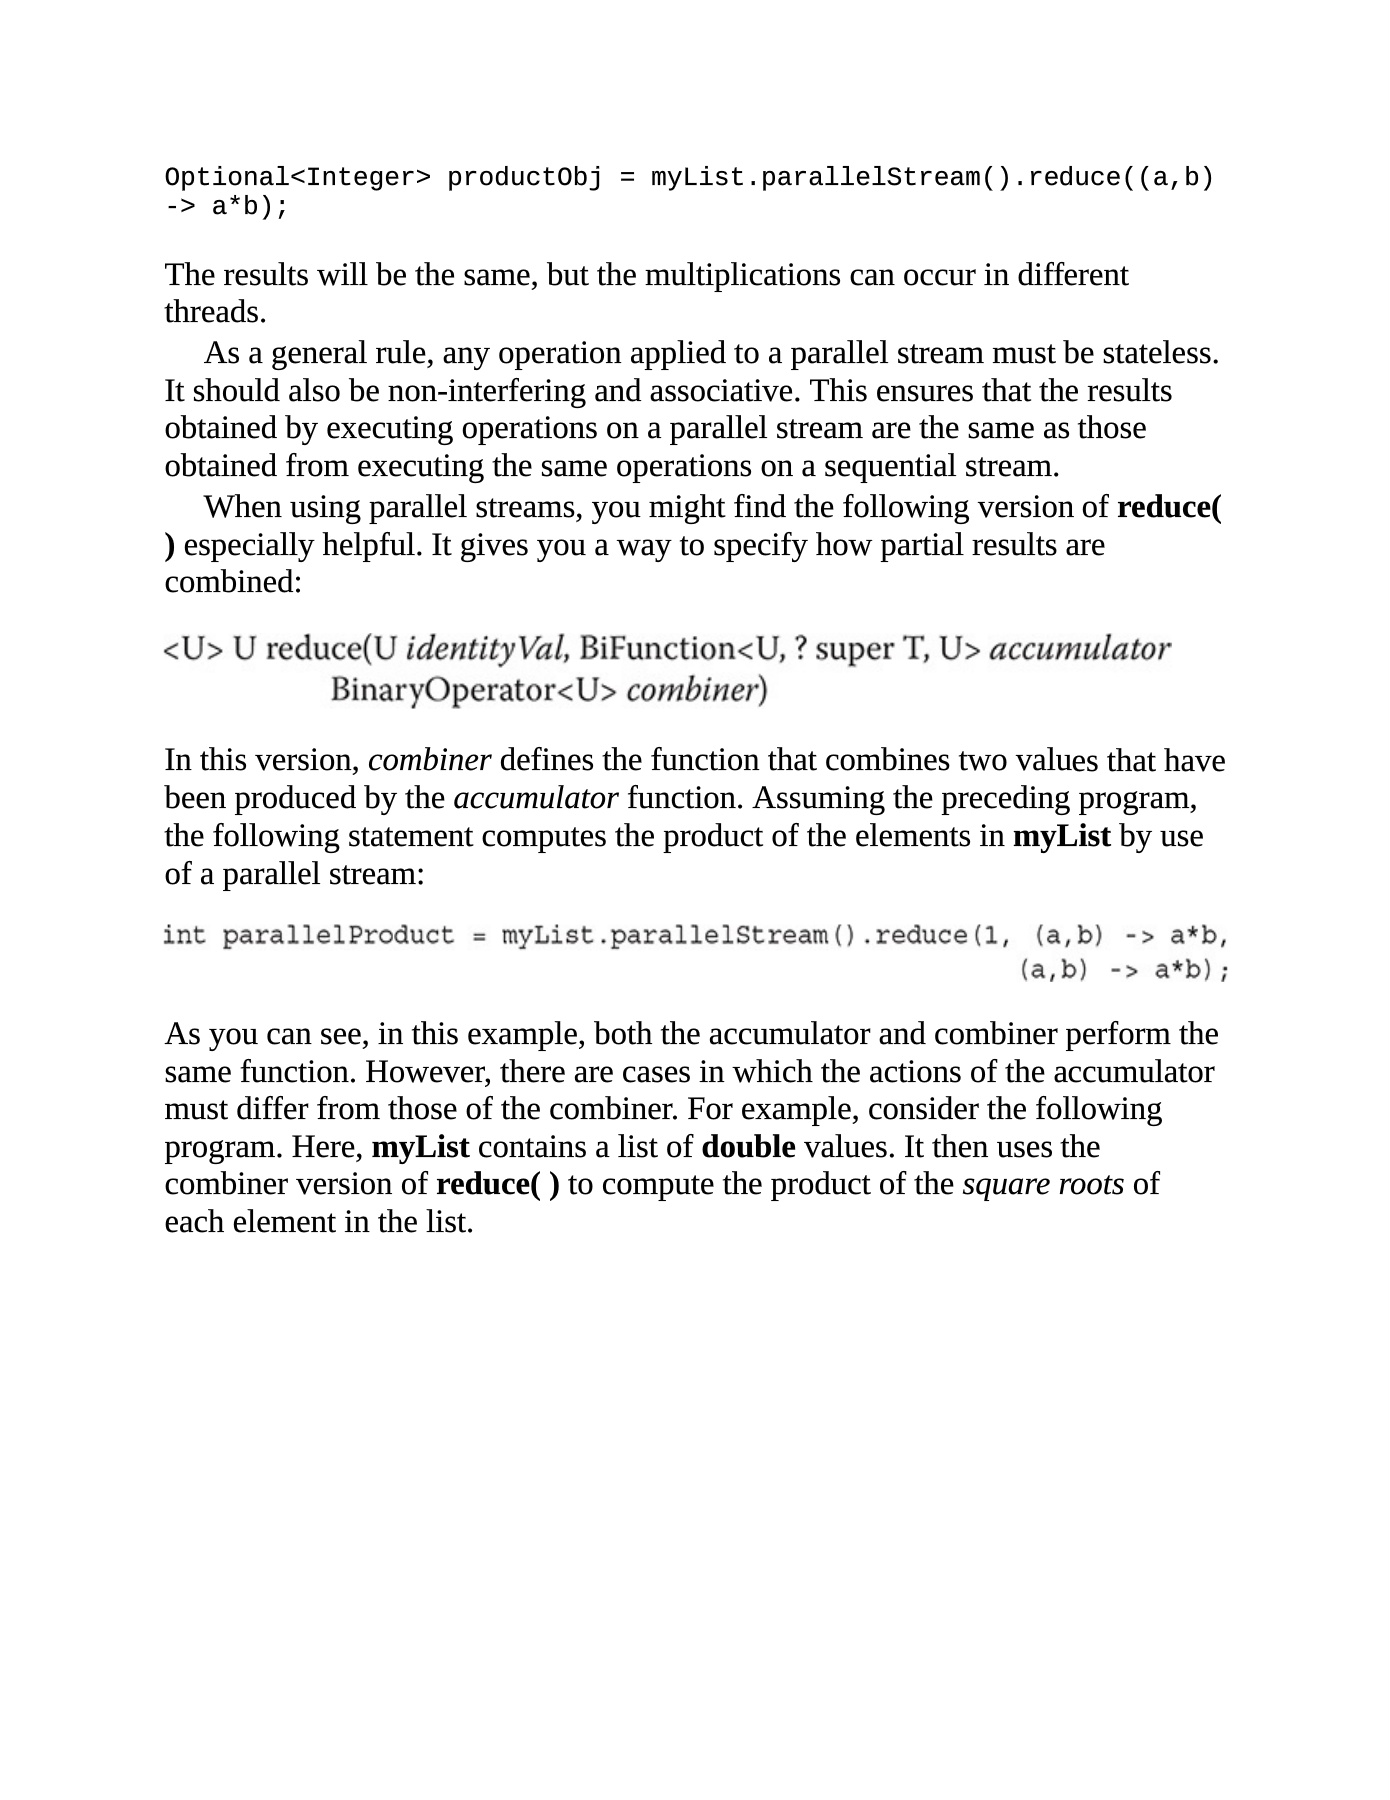 Optional<Integer> productObj = myList.parallelStream().reduce((a,b)
-> a*b);
The results will be the same, but the multiplications can occur in different
threads.
As a general rule, any operation applied to a parallel stream must be stateless.
It should also be non-interfering and associative. This ensures that the results
obtained by executing operations on a parallel stream are the same as those
obtained from executing the same operations on a sequential stream.
When using parallel streams, you might find the following version of reduce(
) especially helpful. It gives you a way to specify how partial results are
combined:
<U> U reduce(U identityVal, BiFunction<U, ? super T, U> accumulator
BinaryOperator<U> combiner)
In this version, combiner defines the function that combines two values that have
been produced by the accumulator function. Assuming the preceding program,
the following statement computes the product of the elements in myList by use
of a parallel stream:
int parallelProduct = myList.parallelStream().reduce(1, (a,b) -> a*b,
(a,b) -> a*b);
As you can see, in this example, both the accumulator and combiner perform the
same function. However, there are cases in which the actions of the accumulator
must differ from those of the combiner. For example, consider the following
program. Here, myList contains a list of double values. It then uses the
combiner version of reduce( ) to compute the product of the square roots of
each element in the list.